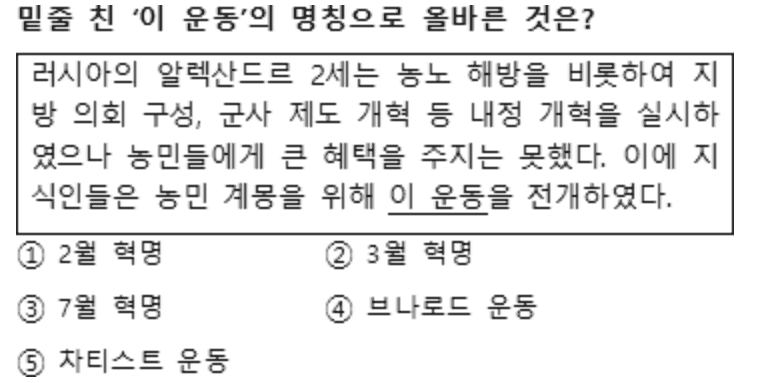 밑줄 친 ‘이 운동’의 명칭으로 올바른 것은?
러시아의 알렉산드르 2세는 농노 해방을 비롯하여 지
방 의회 구성, 군사 제도 개혁 등 내정 개혁을 실시하
였으나 농민들에게 큰 혜택을 주지는 못했다. 이에 지
식인들은 농민 계몽을 위해 이 운동을 전개하였다.
① 2월 혁명 ② 3월 혁명
③ 7월 혁명 ④ 브나로드 운동
⑤ 차티스트 운동